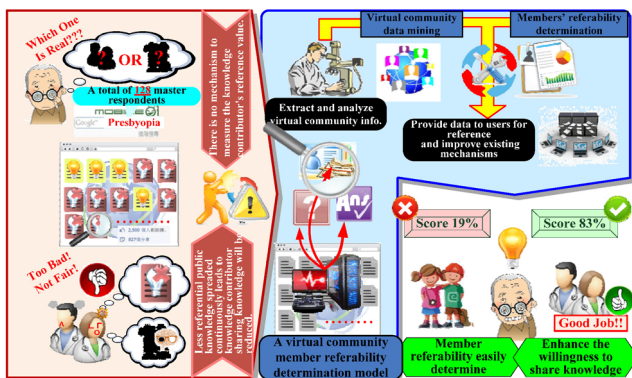 Which One
Is Real???
OR
A total of 128 master
respondents
MOBILE01
Google
Presbyopia
Too Bad!
Not Fair!
There is no mechanism to
measure the knowledge
contributor's reference value.
Less referential public
knowledge spreaded
continuously leads to
knowledge contributor
sharing knowledge will be
reduced.
Virtual community
data mining
Members' referability
determination
Extract and analyze
virtual community info.
Provide data to users for
reference
and improve existing
mechanisms
?
Ans
A virtual community
member referability
determination model
Score 19%
Score 83%
Good Job!!
Member
referability easily
determine
Enhance the
willingness to
share knowledge